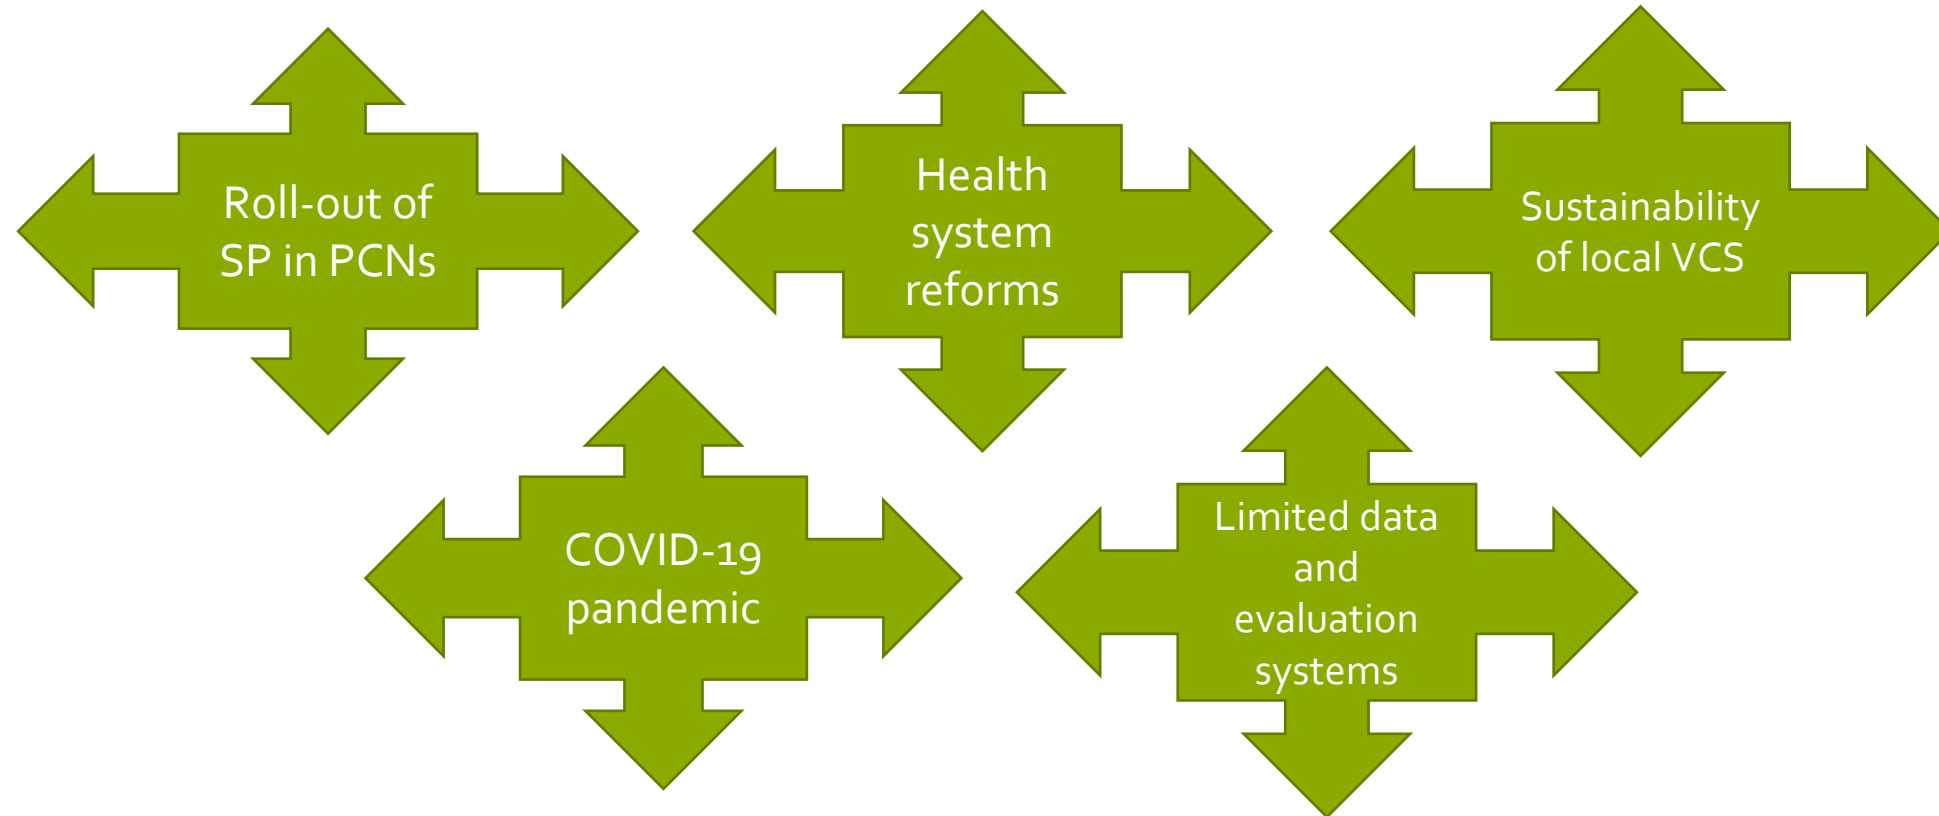 Roll-out of
SP in PCNs
Health
system
reforms
Sustainability
of local VCS
COVID-19
pandemic
Limited data
and
evaluation
systems